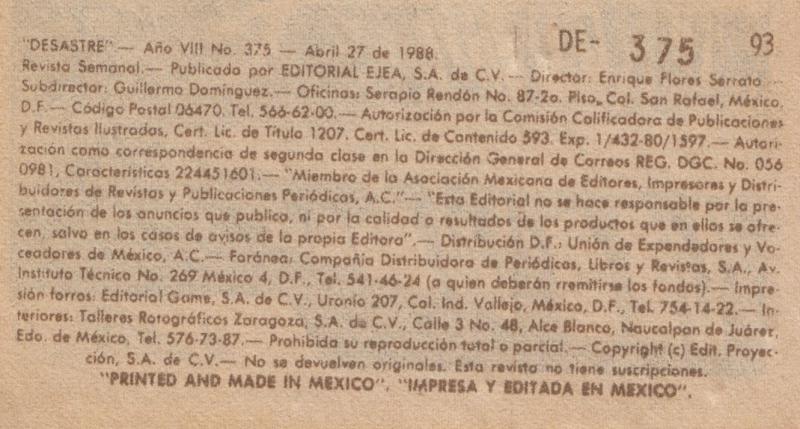 DE- 375 93
"DESASTRE".— Año VIII No. 375 — Abril 27 de 1988.
Revista Semanal.— Publicada por EDITORIAL EJEA, S.A. de C.V.— Director: Enrique Flores Serrato —
Subdirector: Guillermo Domínguez.— Oficinas: Serapio Rendón No. 87-2o. Piso, Col. San Rafael, México,
D.F.— Código Postal 06470. Tel. 566-62-00.— Autorización por la Comisión Calificadora de Publicaciones
y Revistas Ilustradas, Cert. Lic. de Título 1207. Cert. Lic. de Contenido 593. Exp. 1/432-80/1597.— Autori-
zación como correspondencia de segunda clase en la Dirección General de Correos REG. DGC. No. 056
0981, Características 224451601.— "Miembro de la Asociación Mexicana de Editores, Impresores y Distri-
buidores de Revistas y Publicaciones Periódicas, A.C."— "Esta Editorial no se hace responsable por la pre-
sentación de los anuncios que publica, ni por la calidad o resultados de los productos que en ellos se ofre-
cen, salvo en los casos de avisos de la propia Editora".— Distribución D.F.: Unión de Expendedores y Vo-
ceadores de México, A.C.— Foránea: Compañía Distribuidora de Periódicos, Libros y Revistas, S.A., Av.
Instituto Técnico No. 269 México 4, D.F., Tel. 541-46-24 (a quien deberán rremitirse los fondos).— Impre-
sión forros: Editorial Game, S.A. de C.V., Uranio 207, Col. Ind. Vallejo, México, D.F., Tel. 754-14-22.— In-
teriores: Talleres Rotográficos Zaragoza, S.A. de C.V., Calle 3 No. 48, Alce Blanco, Naucalpan de Juárez,
Edo. de México, Tel. 576-73-87.— Prohibida su reproducción total o parcial.— Copyright (c) Edit. Proyec-
ción, S.A. de C.V.— No se devuelven originales. Esta revista no tiene suscripciones.
"PRINTED AND MADE IN MEXICO". "IMPRESA Y EDITADA EN MEXICO".